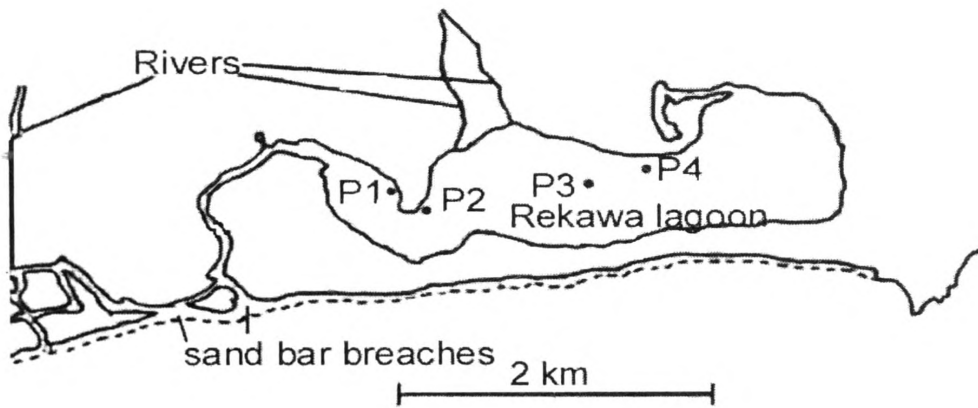 Rivers
P1
P2
P3
P4
Rekawa lagoon
sand bar breaches
2 km